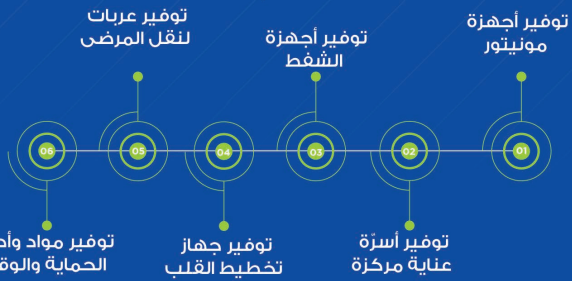 01
توفير أجهزة
مونيتور
02
توفير أسرّة
عناية مركزة
03
توفير أجهزة
الشفط
04
توفير جهاز
تخطيط القلب
05
توفير عربات
لنقل المرضى
06
توفير مواد
الحماية